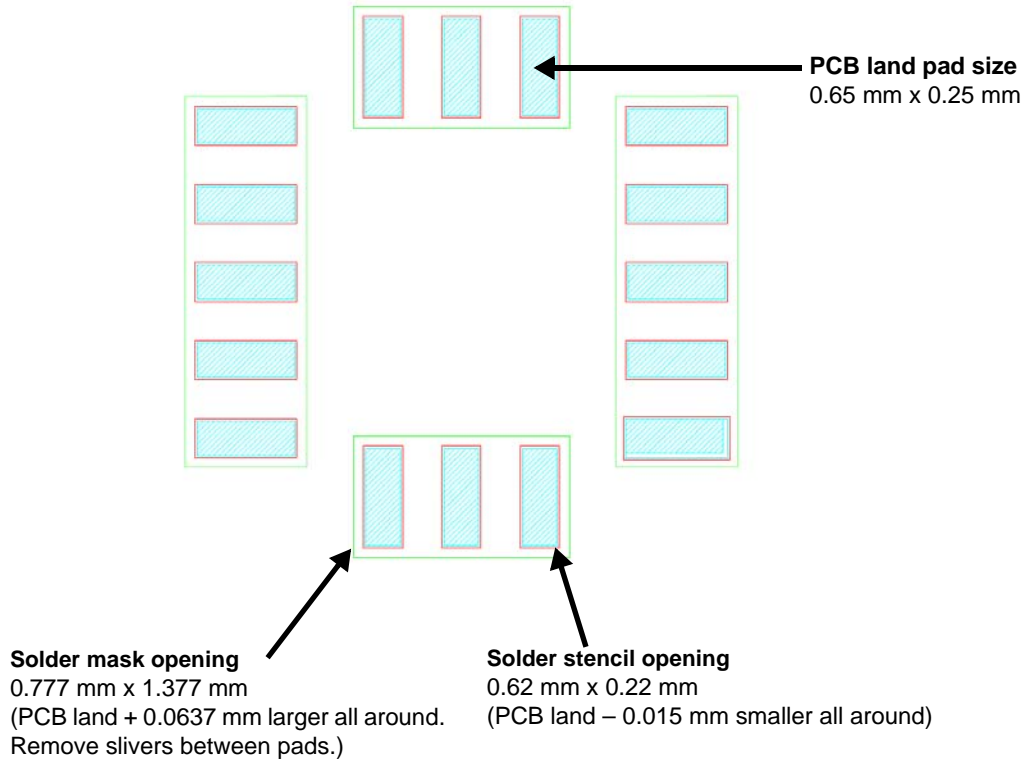 PCB land pad size
0.65 mm x 0.25 mm
Solder mask opening
0.777 mm x 1.377 mm
(PCB land + 0.0637 mm larger all around.
Remove slivers between pads.)
Solder stencil opening
0.62 mm x 0.22 mm
(PCB land – 0.015 mm smaller all around)